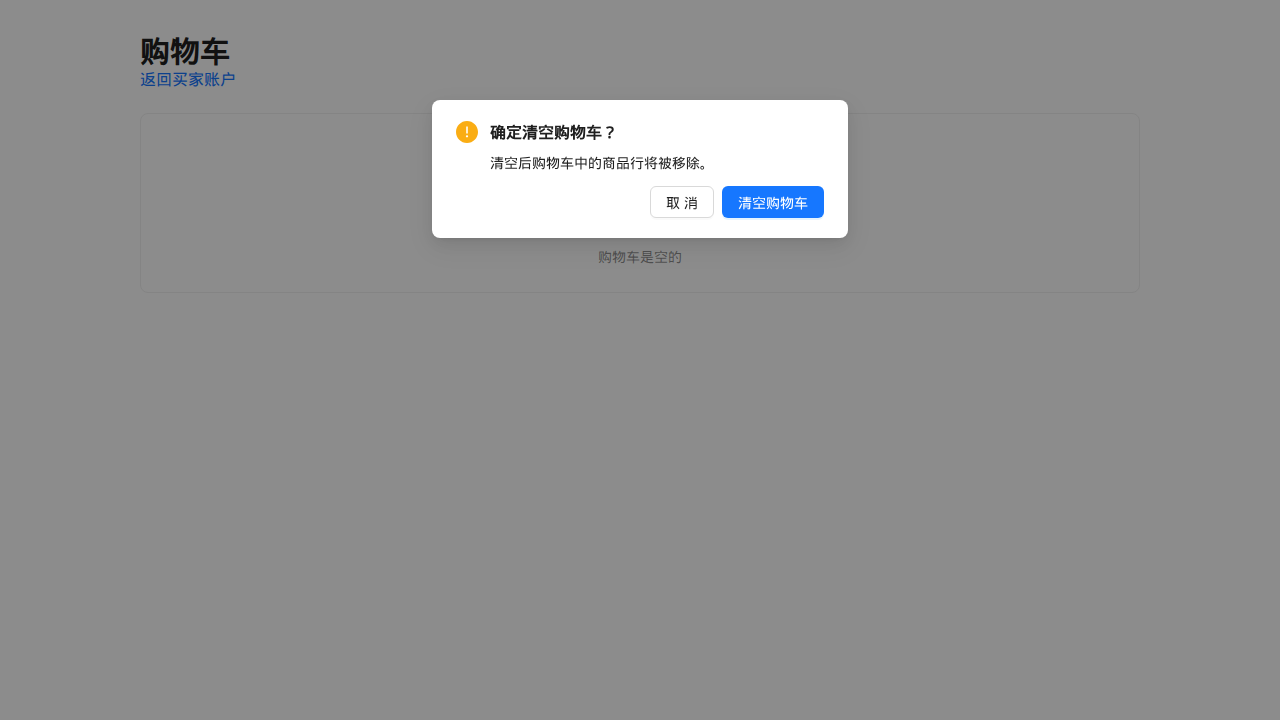 购物车
返回买家账户
确定清空购物车？
清空后购物车中的商品行将被移除。
取 消
清空购物车
购物车是空的